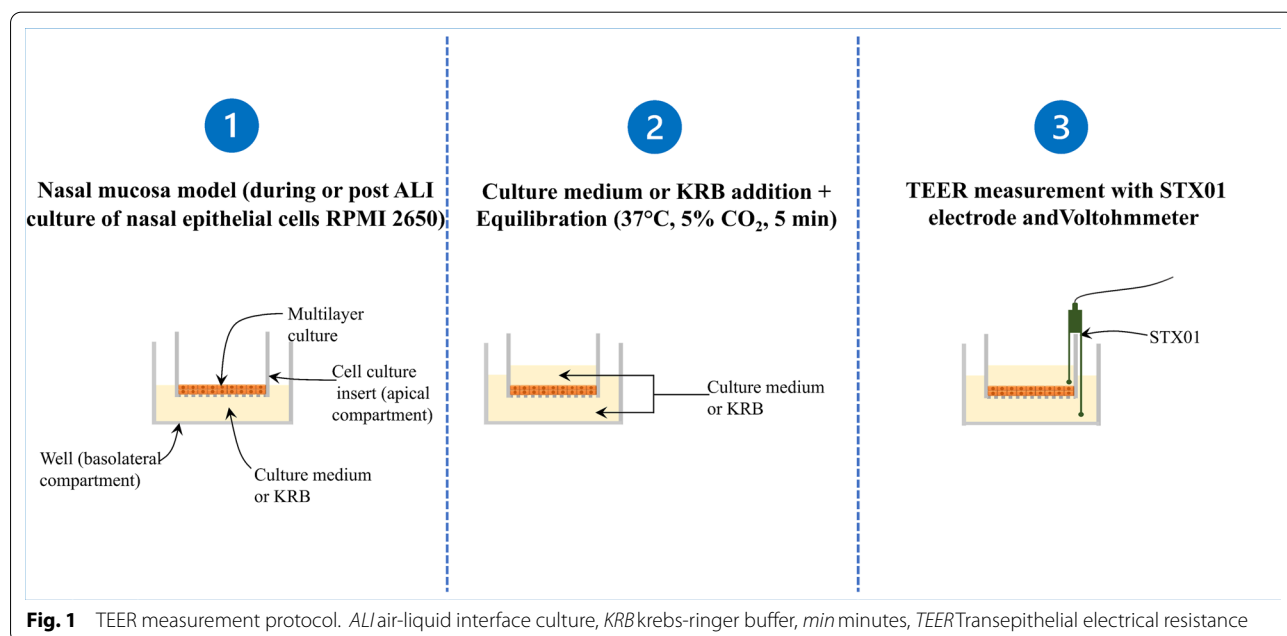 1
Nasal mucosa model (during or post ALI
culture of nasal epithelial cells RPMI 2650)
Multilayer
culture
Cell culture
insert (apical
compartment)
Well (basolateral
compartment)
Culture medium
or KRB
2
Culture medium or KRB addition +
Equilibration (37°C, 5% CO₂, 5 min)
Culture medium
or KRB
3
TEER measurement with STX01
electrode andVoltohmmeter
STX01
Fig. 1 TEER measurement protocol. ALI air-liquid interface culture, KRB krebs-ringer buffer, min minutes, TEER Transepithelial electrical resistance